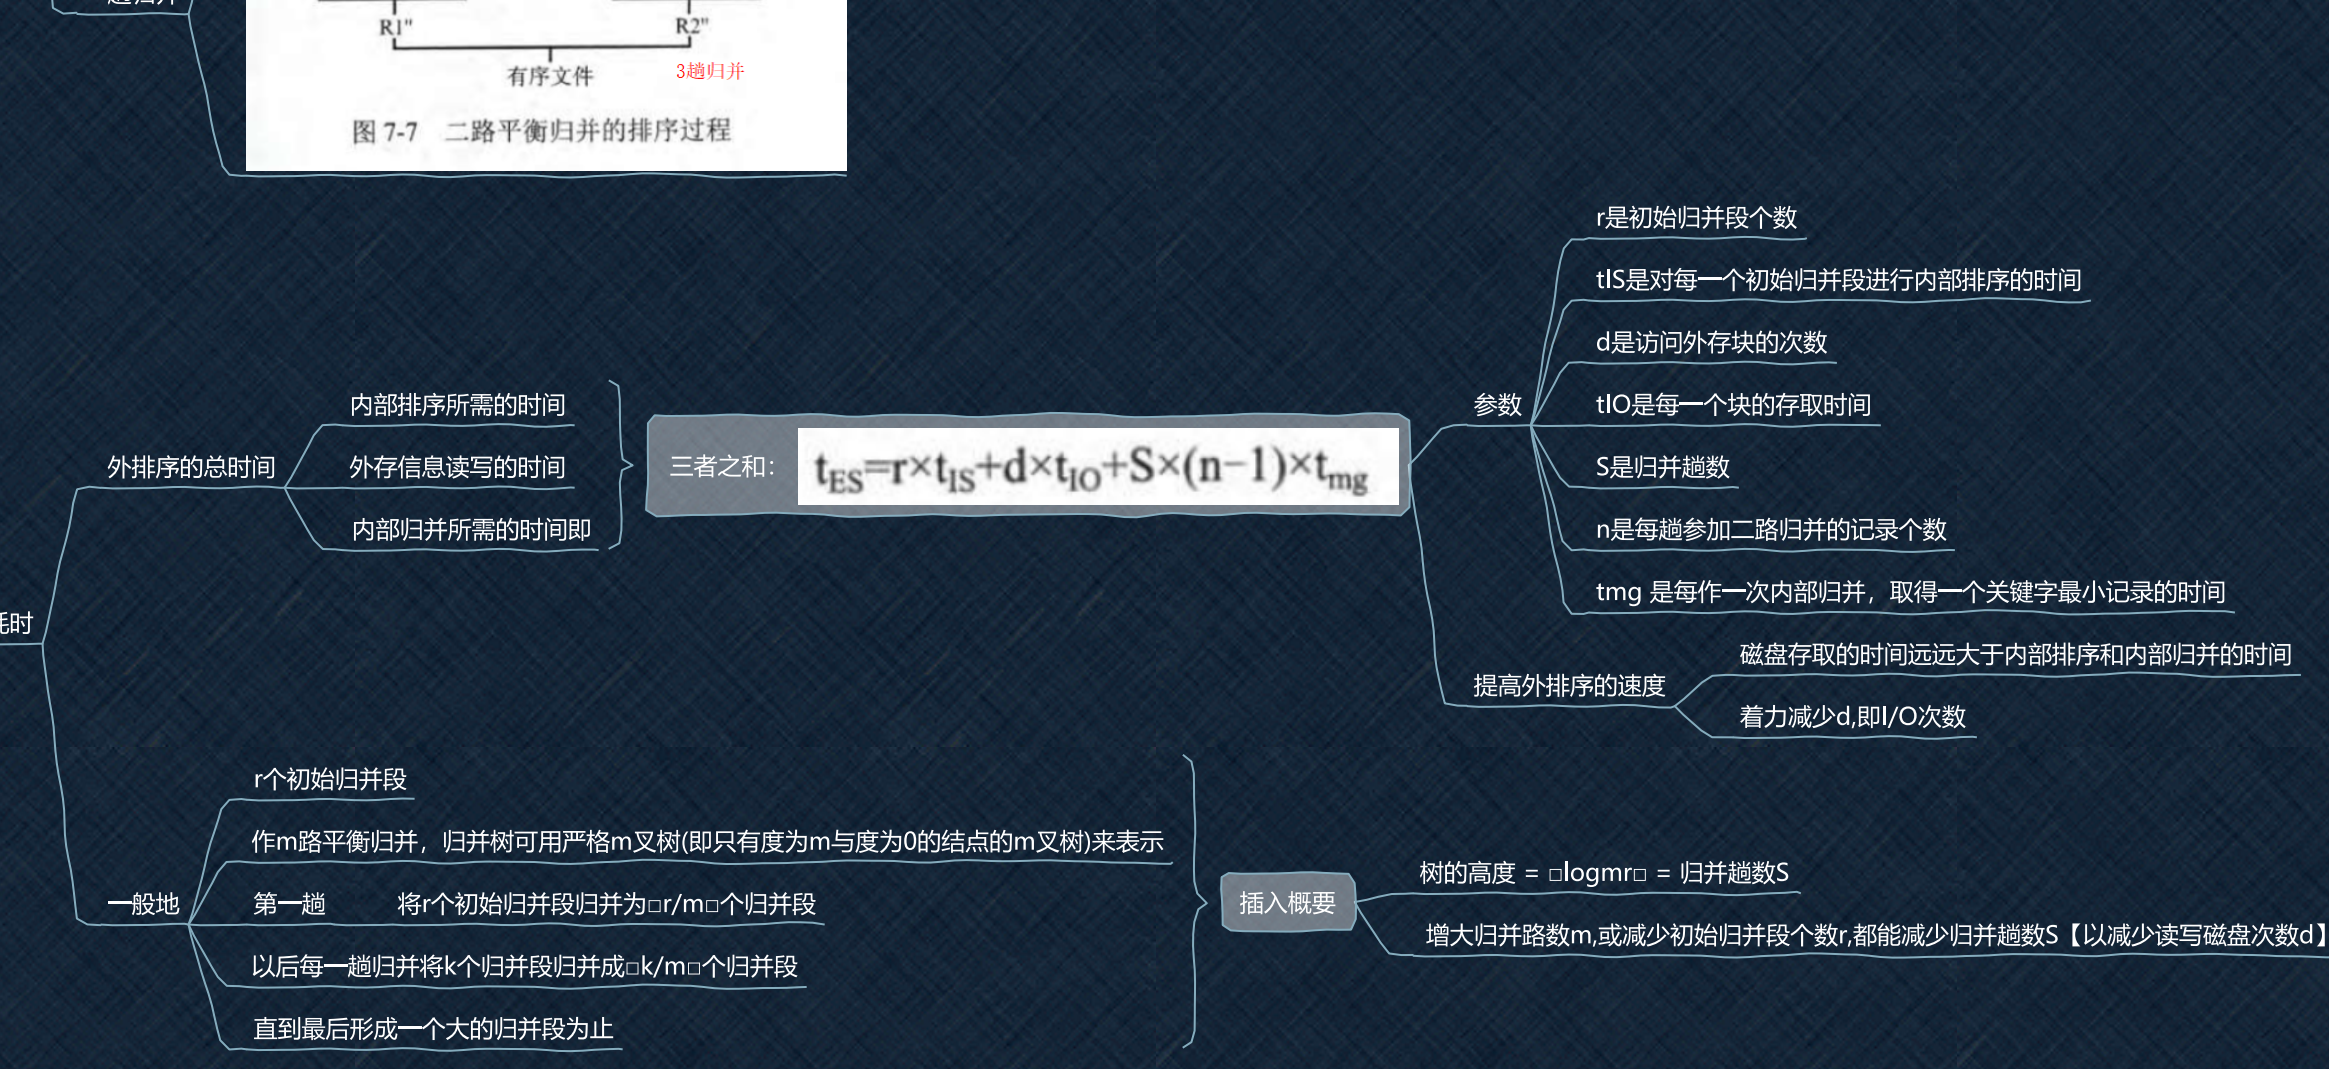 R1" R2"
有序文件
3趟归并
图 7-7 二路平衡归并的排序过程
耗时
外排序的总时间
内部排序所需的时间
外存信息读写的时间
内部归并所需的时间即
三者之和：
t_ES=r×t_IS+d×t_IO+S×(n−1)×t_mg
参数
r是初始归并段个数
tIS是对每一个初始归并段进行内部排序的时间
d是访问外存块的次数
tIO是每一个块的存取时间
S是归并趟数
n是每趟参加二路归并的记录个数
tmg 是每作一次内部归并，取得一个关键字最小记录的时间
提高外排序的速度
磁盘存取的时间远远大于内部排序和内部归并的时间
着力减少d,即I/O次数
一般地
r个初始归并段
作m路平衡归并，归并树可用严格m叉树(即只有度为m与度为0的结点的m叉树)来表示
第一趟 将r个初始归并段归并为□r/m□个归并段
以后每一趟归并将k个归并段归并成□k/m□个归并段
直到最后形成一个大的归并段为止
插入概要
树的高度 = □logmr□ = 归并趟数S
增大归并路数m,或减少初始归并段个数r,都能减少归并趟数S【以减少读写磁盘次数d】